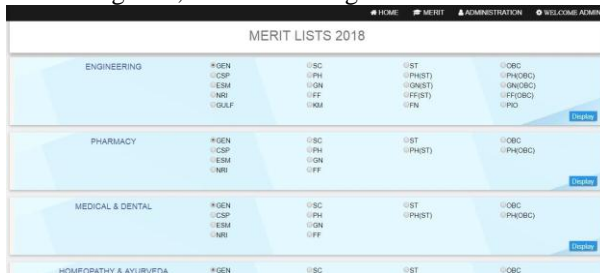 HOME MERIT ADMINISTRATION WELCOME ADMIN
MERIT LISTS 2018
ENGINEERING GEN SC ST OBC
CSP PH PH(ST) PH(OBC)
ESM GN GN(ST) GN(OBC)
NRI FF FF(ST) FF(OBC)
GULF KM FN PIO
Display
PHARMACY GEN SC ST OBC
CSP PH PH(ST) PH(OBC)
ESM GN
NRI FF
Display
MEDICAL & DENTAL GEN SC ST OBC
CSP PH PH(ST) PH(OBC)
ESM GN
NRI FF
Display
HOMEOPATHY & AYURVEDA GEN SC ST OBC